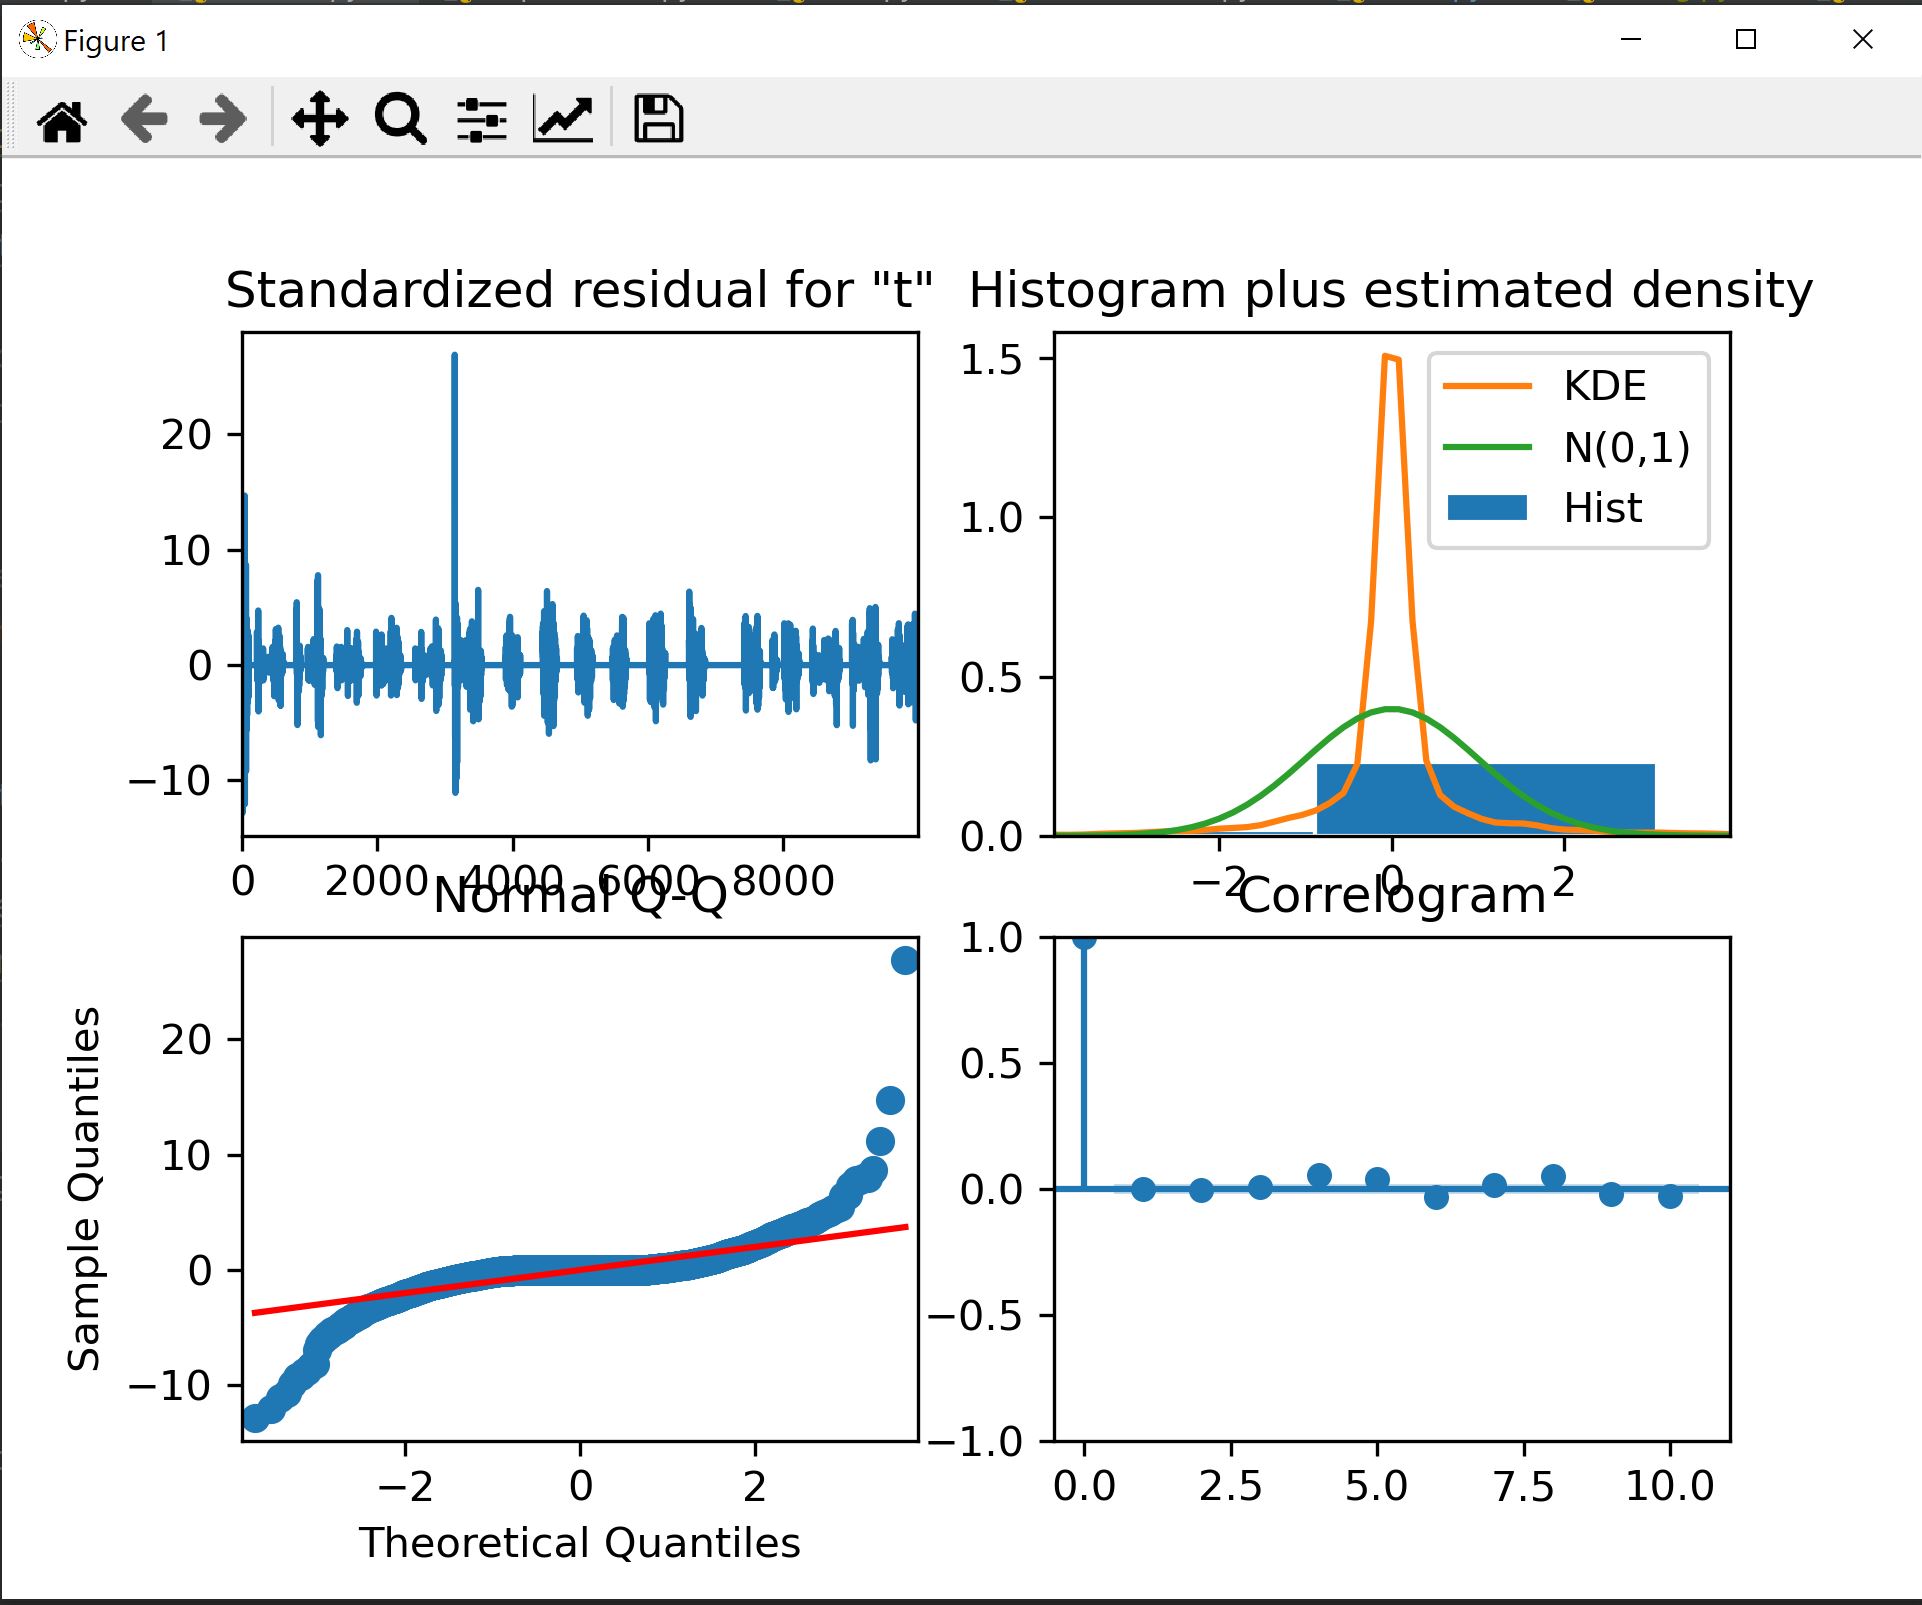 Figure 1
Standardized residual for "t"
20
10
0
−10
0 2000 4000 6000 8000
Histogram plus estimated density
1.5
1.0
0.5
0.0
KDE
N(0,1)
Hist
−2 0 2
Normal Q-Q
Sample Quantiles
20
10
0
−10
−2 0 2
Theoretical Quantiles
Correlogram
1.0
0.5
0.0
−0.5
−1.0
0.0 2.5 5.0 7.5 10.0